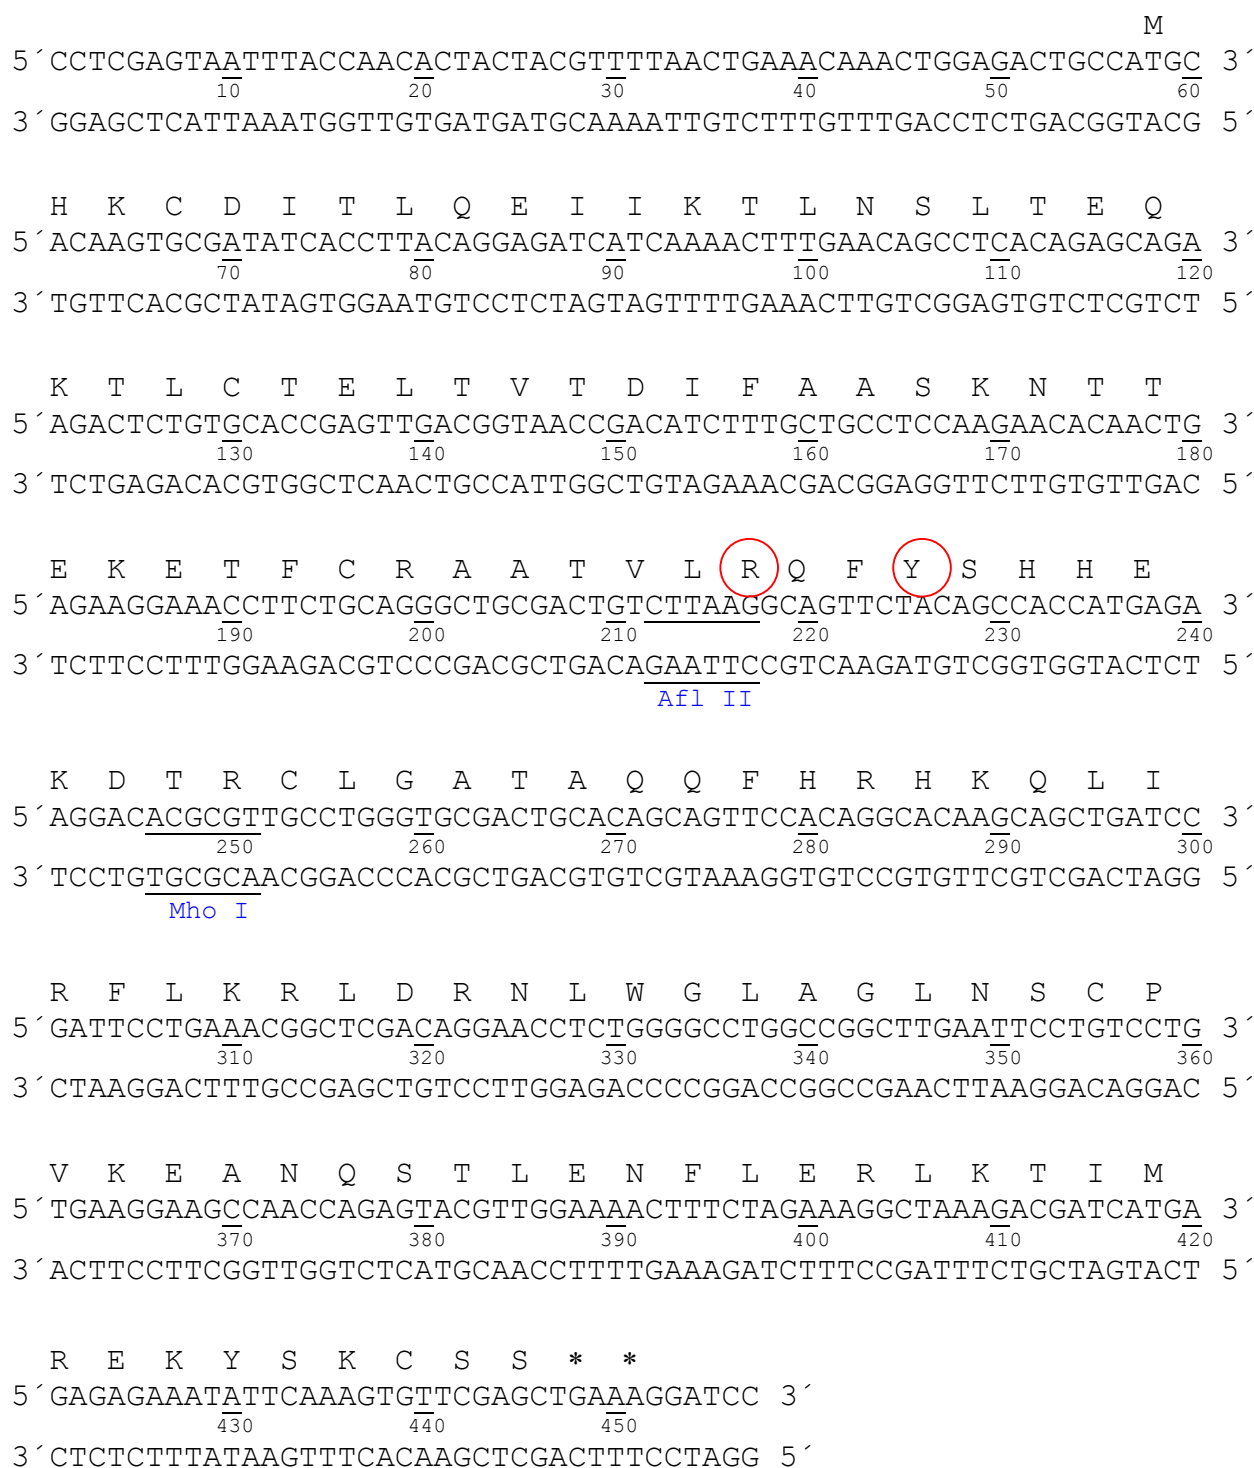 M
5´CCTCGAGTAATTTACCAACACTACTACGTTTTAACTGAAACAAACTGGAGACTGCCATGC 3´
10 20 30 40 50 60
3´GGAGCTCATTAAATGGTTGTGATGATGCAAAATTGTCTTTGTTTGACCTCTGACGGTACG 5´
H K C D I T L Q E I I K T L N S L T E Q
5´ACAAGTGCGATATCACCTTACAGGAGATCATCAAAACTTTGAACAGCCTCACAGAGCAGA 3´
70 80 90 100 110 120
3´TGTTCACGCTATAGTGGAATGTCCTCTAGTAGTTTTGAAACTTGTCGGAGTGTCTCGTCT 5´
K T L C T E L T V T D I F A A S K N T T
5´AGACTCTGTGCACCGAGTTGACGGTAACCGACATCTTTGCTGCCTCCAAGAACACAACTG 3´
130 140 150 160 170 180
3´TCTGAGACACGTGGCTCAACTGCCATTGGCTGTAGAAACGACGGAGGTTCTTGTGTTGAC 5´
E K E T F C R A A T V L R Q F Y S H H E
5´AGAAGGAAACCTTCTGCAGGGCTGCGACTGTCTTAAGGCAGTTCTACAGCCACCATGAGA 3´
190 200 210 220 230 240
3´TCTTCCTTTGGAAGACGTCCCGACGCTGACAGAATTCCGTCAAGATGTCGGTGGTACTCT 5´
Afl II
K D T R C L G A T A Q Q F H R H K Q L I
5´AGGACACGCGTTGCCTGGGTGCGACTGCACAGCAGTTCCACAGGCACAAGCAGCTGATCC 3´
250 260 270 280 290 300
3´TCCTGTGCGCAACGGACCCACGCTGACGTGTCGTAAAGGTGTCCGTGTTCGTCGACTAGG 5´
Mho I
R F L K R L D R N L W G L A G L N S C P
5´GATTCCTGAAACGGCTCGACAGGAACCTCTGGGGCCTGGCCGGCTTGAATTCCTGTCCTG 3´
310 320 330 340 350 360
3´CTAAGGACTTTGCCGAGCTGTCCTTGGAGACCCCGGACCGGCCGAACTTAAGGACAGGAC 5´
V K E A N Q S T L E N F L E R L K T I M
5´TGAAGGAAGCCAACCAGAGTACGTTGGAAAACTTTCTAGAAAGGCTAAAGACGATCATGA 3´
370 380 390 400 410 420
3´ACTTCCTTCGGTTGGTCTCATGCAACCTTTTGAAAGATCTTTCCGATTTCTGCTAGTACT 5´
R E K Y S K C S S * *
5´GAGAGAAATATTCAAAGTGTTCGAGCTGAAAGGATCC 3´
430 440 450
3´CTCTCTTTATAAGTTTCACAAGCTCGACTTTCCTAGG 5´